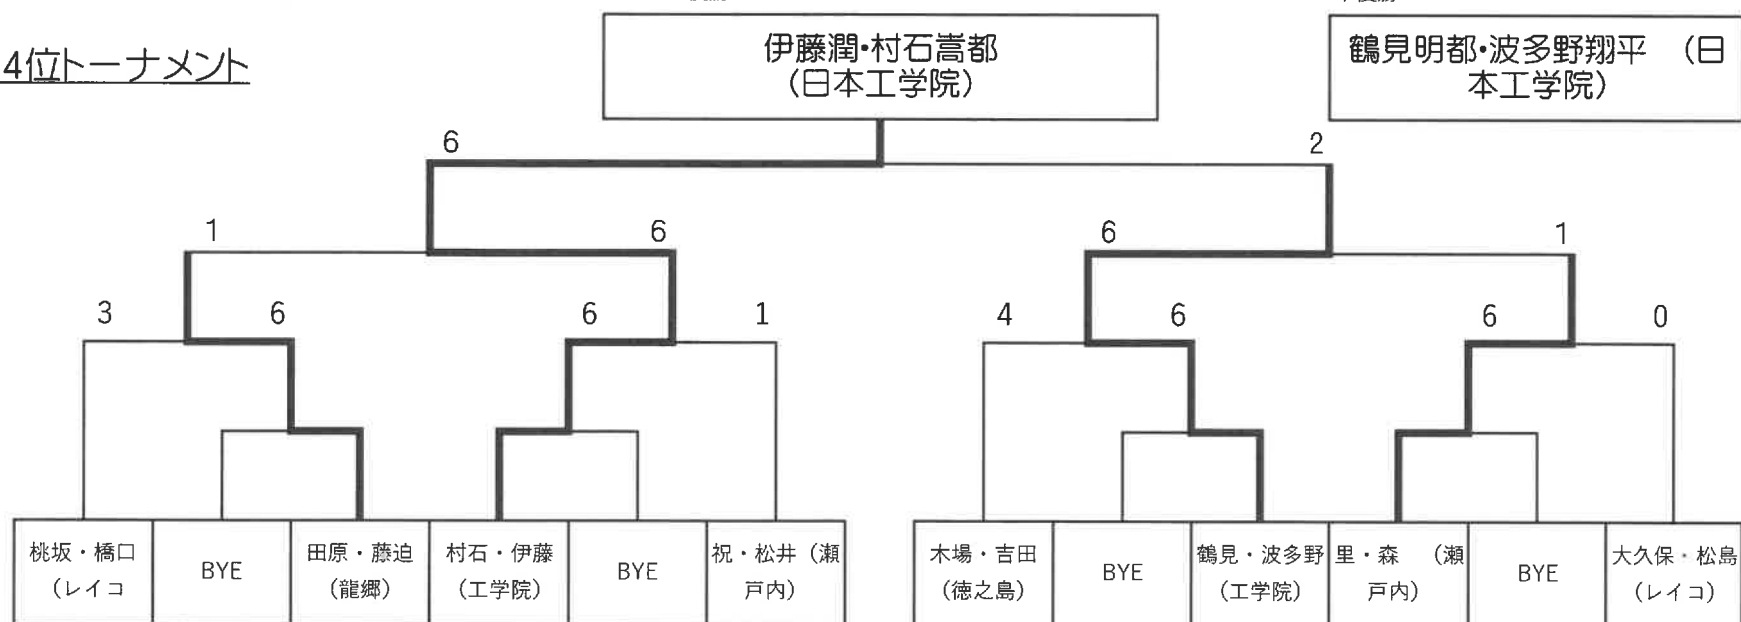 4位トーナメント
伊藤潤・村石嵩都
（日本工学院）
鶴見明都・波多野翔平　（日
本工学院）
6
2
1
6
6
1
3
6
6
1
4
6
6
0
桃坂・橋口
（レイコ
BYE
田原・藤迫
（龍郷）
村石・伊藤
（工学院）
BYE
祝・松井（瀬
戸内）
木場・吉田
（徳之島）
BYE
鶴見・波多野
（工学院）
里・森　（瀬
戸内）
BYE
大久保・松島
（レイコ）